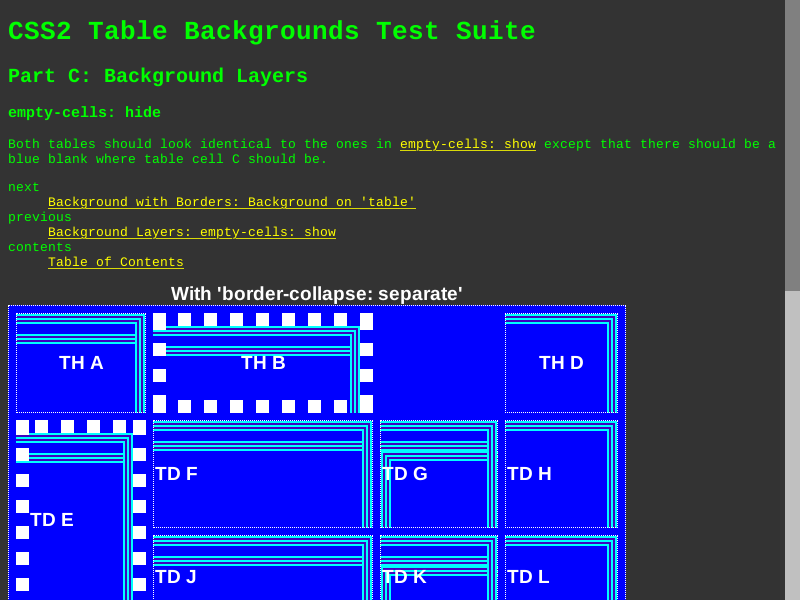 CSS2 Table Backgrounds Test Suite
Part C: Background Layers
empty-cells: hide
Both tables should look identical to the ones in empty-cells: show except that there should be a
blue blank where table cell C should be.
next
Background with Borders: Background on 'table'
previous
Background Layers: empty-cells: show
contents
Table of Contents
With 'border-collapse: separate'
TH A TH B TH D
TD E TD F TD G TD H
TD J TD K TD L